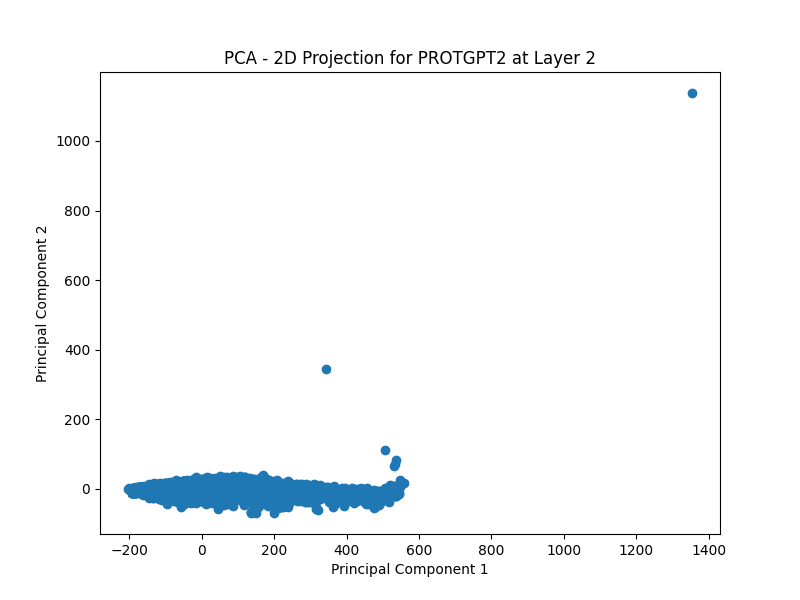 PCA - 2D Projection for PROTGPT2 at Layer 2
1000
800
600
400
200
0
Principal Component 2
−200 0 200 400 600 800 1000 1200 1400
Principal Component 1